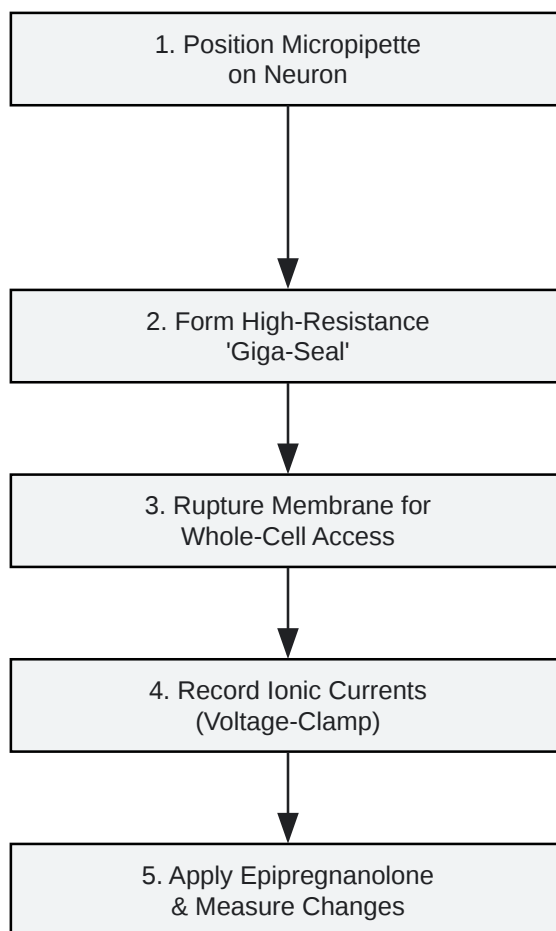 1. Position Micropipette
on Neuron
2. Form High-Resistance
'Giga-Seal'
3. Rupture Membrane for
Whole-Cell Access
4. Record Ionic Currents
(Voltage-Clamp)
5. Apply Epipregnanolone
& Measure Changes